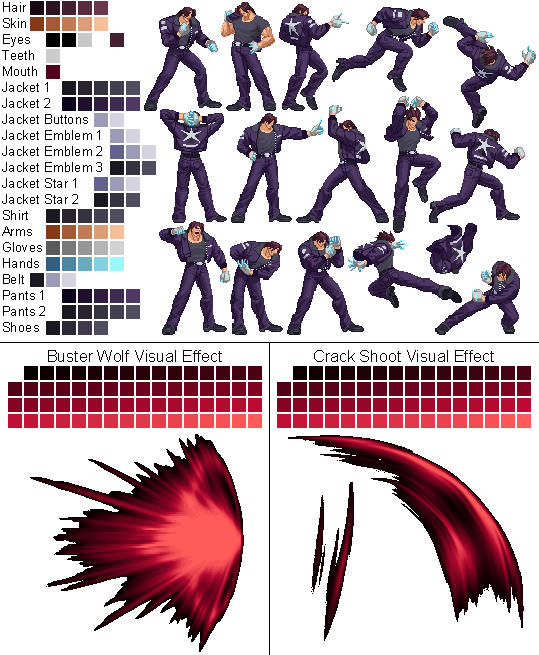 Hair
Skin
Eyes
Teeth
Mouth
Jacket 1
Jacket 2
Jacket Buttons
Jacket Emblem 1
Jacket Emblem 2
Jacket Emblem 3
Jacket Star 1
Jacket Star 2
Shirt
Arms
Gloves
Hands
Belt
Pants 1
Pants 2
Shoes
Buster Wolf Visual Effect
Crack Shoot Visual Effect